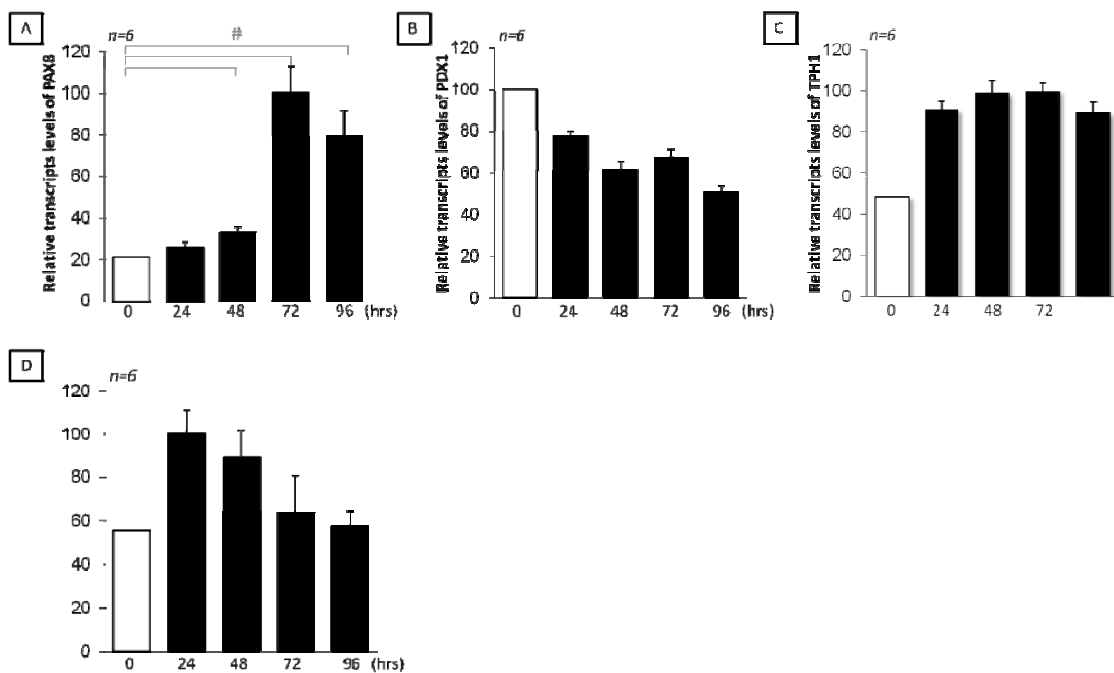 A
n=6
#
Relative transcripts levels of PAX8
120
100
80
60
40
20
0
0 24 48 72 96 (hrs)
B
n=6
Relative transcripts levels of PDX1
120
100
80
60
40
20
0
0 24 48 72 96 (hrs)
C
n=6
Relative transcripts levels of TPH1
120
100
80
60
40
20
0
0 24 48 72
D
n=6
120
100
80
60
40
20
0
0 24 48 72 96 (hrs)